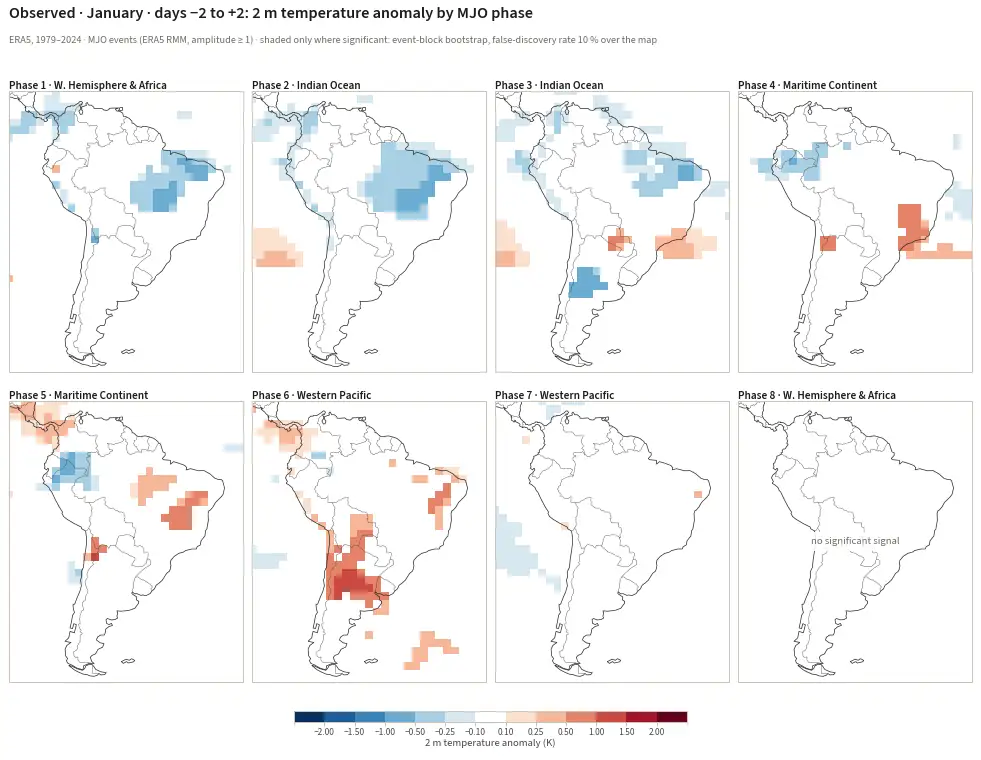 Observed · January · days −2 to +2: 2 m temperature anomaly by MJO phase
ERA5, 1979–2024 · MJO events (ERA5 RMM, amplitude ≥ 1) · shaded only where significant: event-block bootstrap, false-discovery rate 10 % over the map
Phase 1 · W. Hemisphere & Africa
Phase 2 · Indian Ocean
Phase 3 · Indian Ocean
Phase 4 · Maritime Continent
Phase 5 · Maritime Continent
Phase 6 · Western Pacific
Phase 7 · Western Pacific
Phase 8 · W. Hemisphere & Africa
no significant signal
−2.00 −1.50 −1.00 −0.50 −0.25 −0.10 0.10 0.25 0.50 1.00 1.50 2.00
2 m temperature anomaly (K)